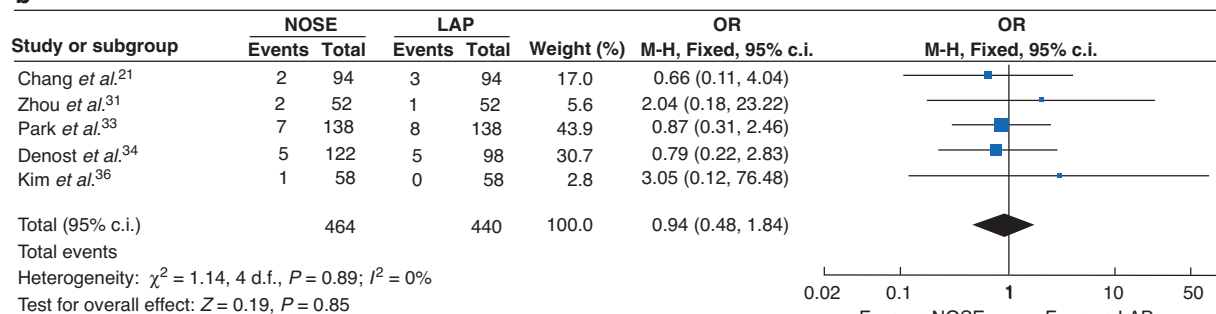 NOSE LAP OR OR
Study or subgroup Events Total Events Total Weight (%) M-H, Fixed, 95% c.i. M-H, Fixed, 95% c.i.
Chang et al.21 2 94 3 94 17.0 0.66 (0.11, 4.04)
Zhou et al.31 2 52 1 52 5.6 2.04 (0.18, 23.22)
Park et al.33 7 138 8 138 43.9 0.87 (0.31, 2.46)
Denost et al.34 5 122 5 98 30.7 0.79 (0.22, 2.83)
Kim et al.36 1 58 0 58 2.8 3.05 (0.12, 76.48)
Total (95% c.i.) 464 440 100.0 0.94 (0.48, 1.84)
Total events
Heterogeneity: χ² = 1.14, 4 d.f., P = 0.89; I² = 0%
Test for overall effect: Z = 0.19, P = 0.85
0.02 0.1 1 10 50